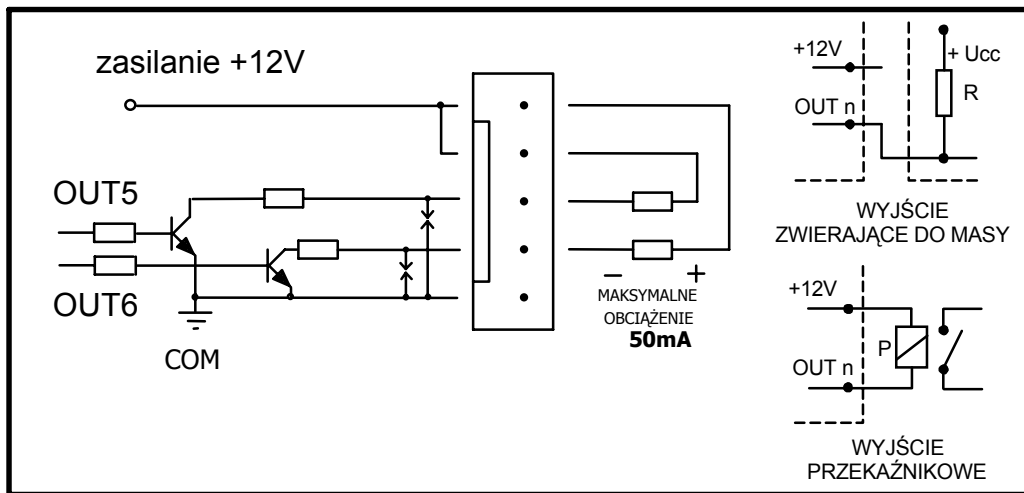 zasilanie +12V
OUT5
OUT6
COM
–
+
MAKSYMALNE
OBCIĄŻENIE
50mA
+12V
+ Ucc
R
OUT n
WYJŚCIE
ZWIERAJĄCE DO MASY
+12V
P
OUT n
WYJŚCIE
PRZEKAŹNIKOWE